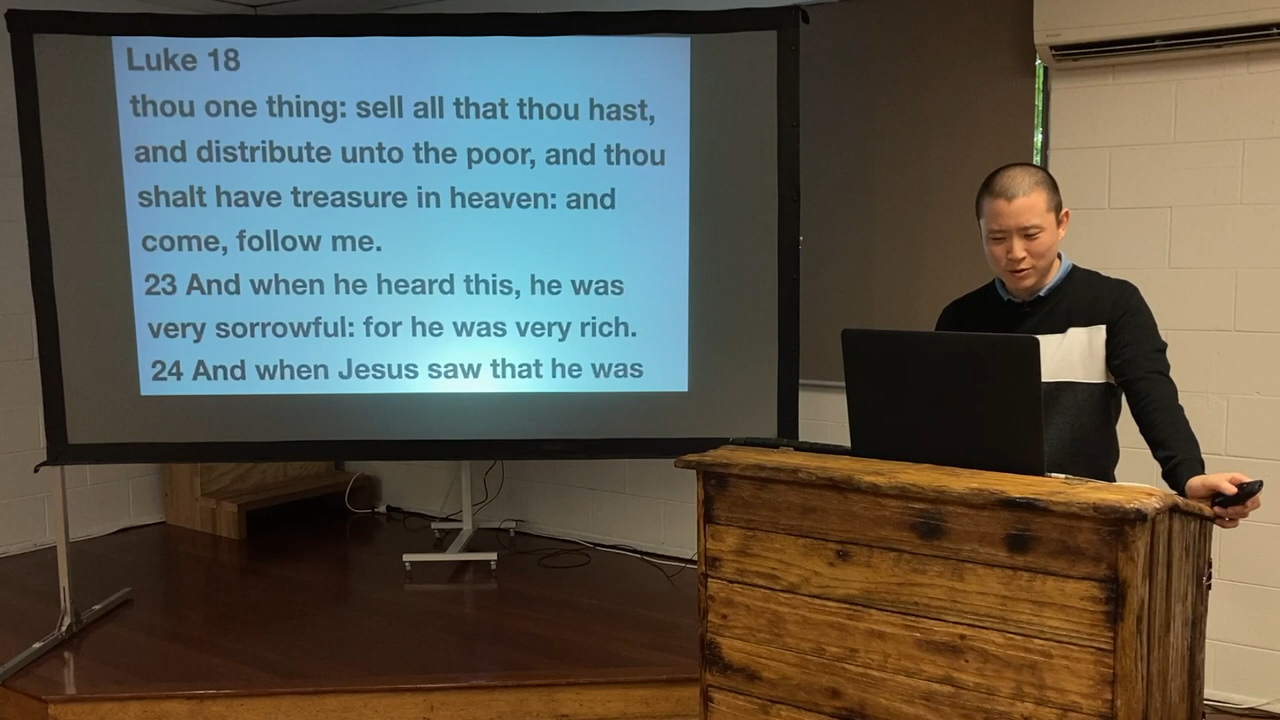 Luke 18
thou one thing: sell all that thou hast,
and distribute unto the poor, and thou
shalt have treasure in heaven: and
come, follow me.
23 And when he heard this, he was
very sorrowful: for he was very rich.
24 And when Jesus saw that he was